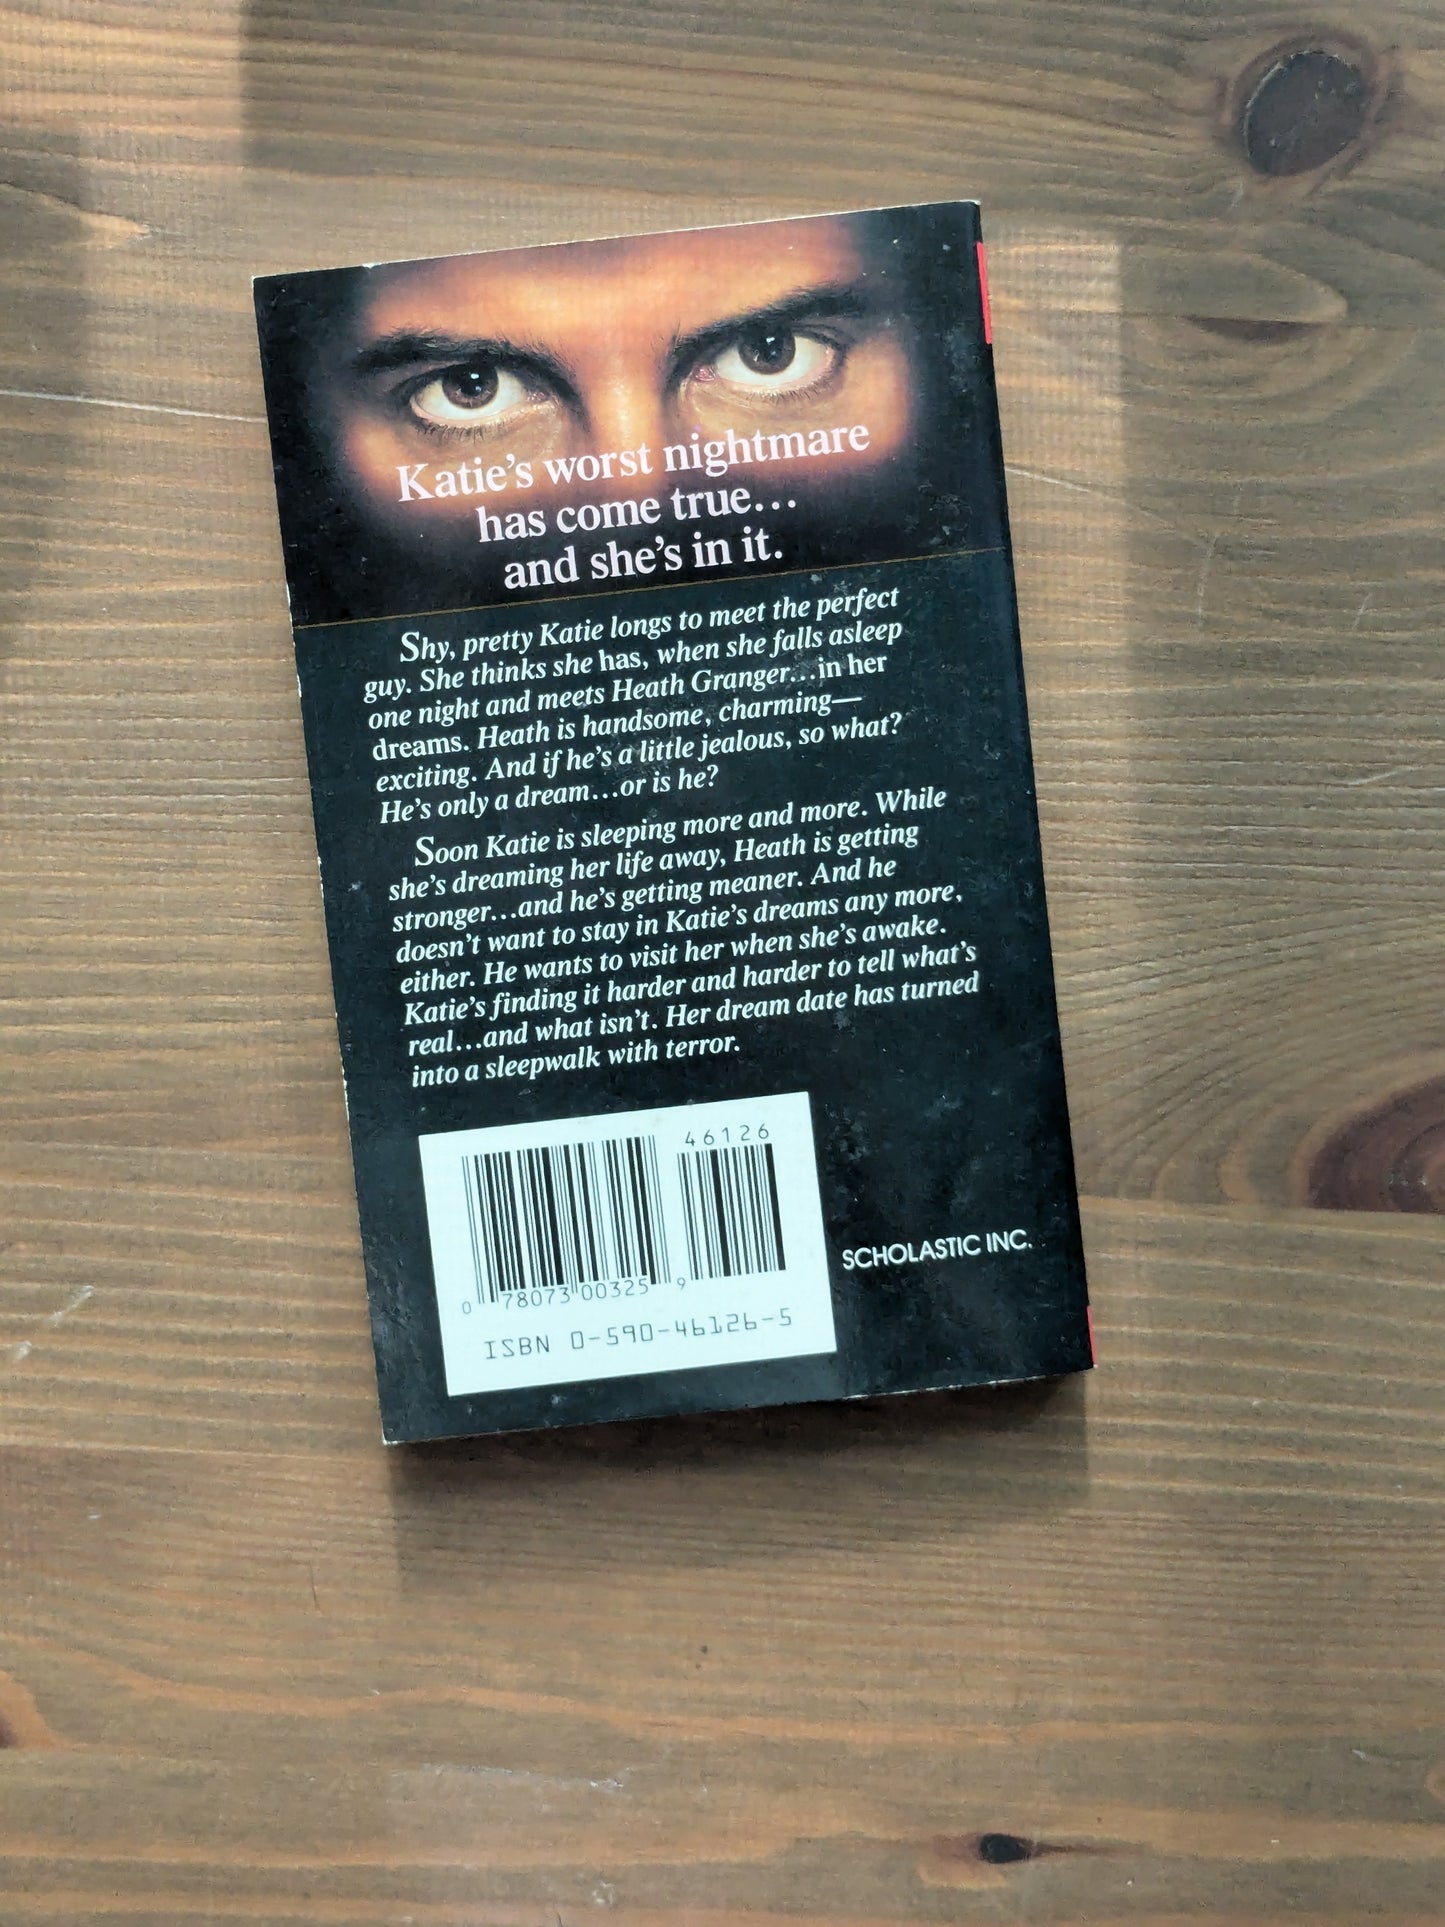 Katie's worst nightmare
has come true...
and she's in it.
Shy, pretty Katie longs to meet the perfect
guy. She thinks she has, when she falls asleep
one night and meets Heath Granger...in her
dreams. Heath is handsome, charming—
exciting. And if he's a little jealous, so what?
He's only a dream...or is he?
Soon Katie is sleeping more and more. While
she's dreaming her life away, Heath is getting
stronger...and he's getting meaner. And he
doesn't want to stay in Katie's dreams any more,
either. He wants to visit her when she's awake.
Katie's finding it harder and harder to tell what's
real...and what isn't. Her dream date has turned
into a sleepwalk with terror.
46126
0 78073 00325 9
ISBN 0-590-46126-5
SCHOLASTIC INC.